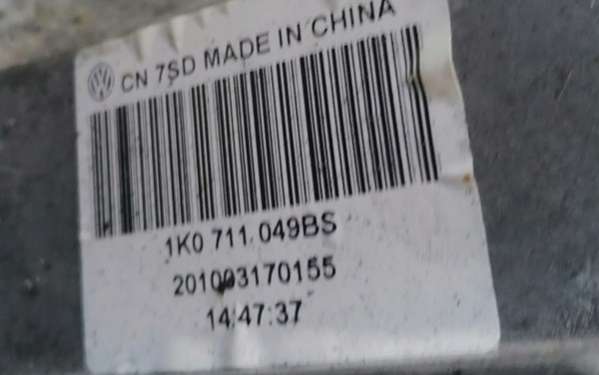 CN 7SD MADE IN CHINA
1K0 711 049BS
201003170155
14:47:37